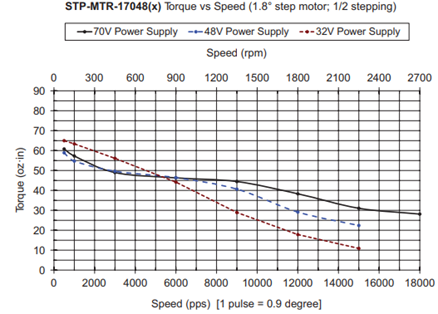 STP-MTR-17048(x) Torque vs Speed (1.8° step motor; 1/2 stepping)
70V Power Supply 48V Power Supply 32V Power Supply
Speed (rpm)
0 300 600 900 1200 1500 1800 2100 2400 2700
90
80
70
60
50
40
30
20
10
0
Torque (oz·in)
0 2000 4000 6000 8000 10000 12000 14000 16000 18000
Speed (pps) [1 pulse = 0.9 degree]